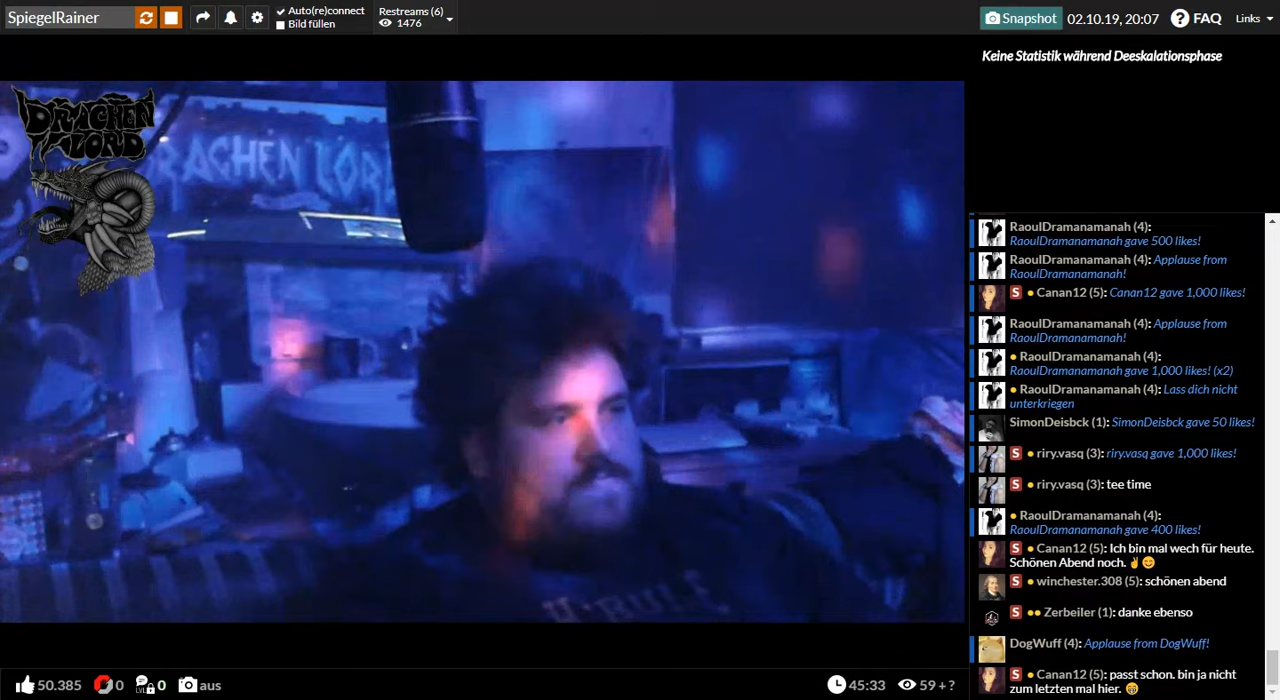 SpiegelRainer
Auto(re)connect
Bild füllen
Restreams (6)
1476
Snapshot
02.10.19, 20:07
FAQ
Links
Keine Statistik während Deeskalationsphase
DRACHEN
LORD
RACHEN LORD
RaoulDramanamanah (4):
RaoulDramanamanah gave 500 likes!
RaoulDramanamanah (4): Applause from
RaoulDramanamanah!
S Canan12 (5): Canan12 gave 1,000 likes!
RaoulDramanamanah (4): Applause from
RaoulDramanamanah!
RaoulDramanamanah (4):
RaoulDramanamanah gave 1,000 likes! (x2)
RaoulDramanamanah (4): Lass dich nicht
unterkriegen
SimonDeisbck (1): SimonDeisbck gave 50 likes!
S riry.vasq (3): riry.vasq gave 1,000 likes!
S riry.vasq (3): tee time
RaoulDramanamanah (4):
RaoulDramanamanah gave 400 likes!
S Canan12 (5): Ich bin mal wech für heute.
Schönen Abend noch. ✌😊
S winchester.308 (5): schönen abend
S Zerbeiler (1): danke ebenso
DogWuff (4): Applause from DogWuff!
S Canan12 (5): passt schon. bin ja nicht
zum letzten mal hier. 😁
50.385
0
LVL
0
aus
45:33
59 + ?